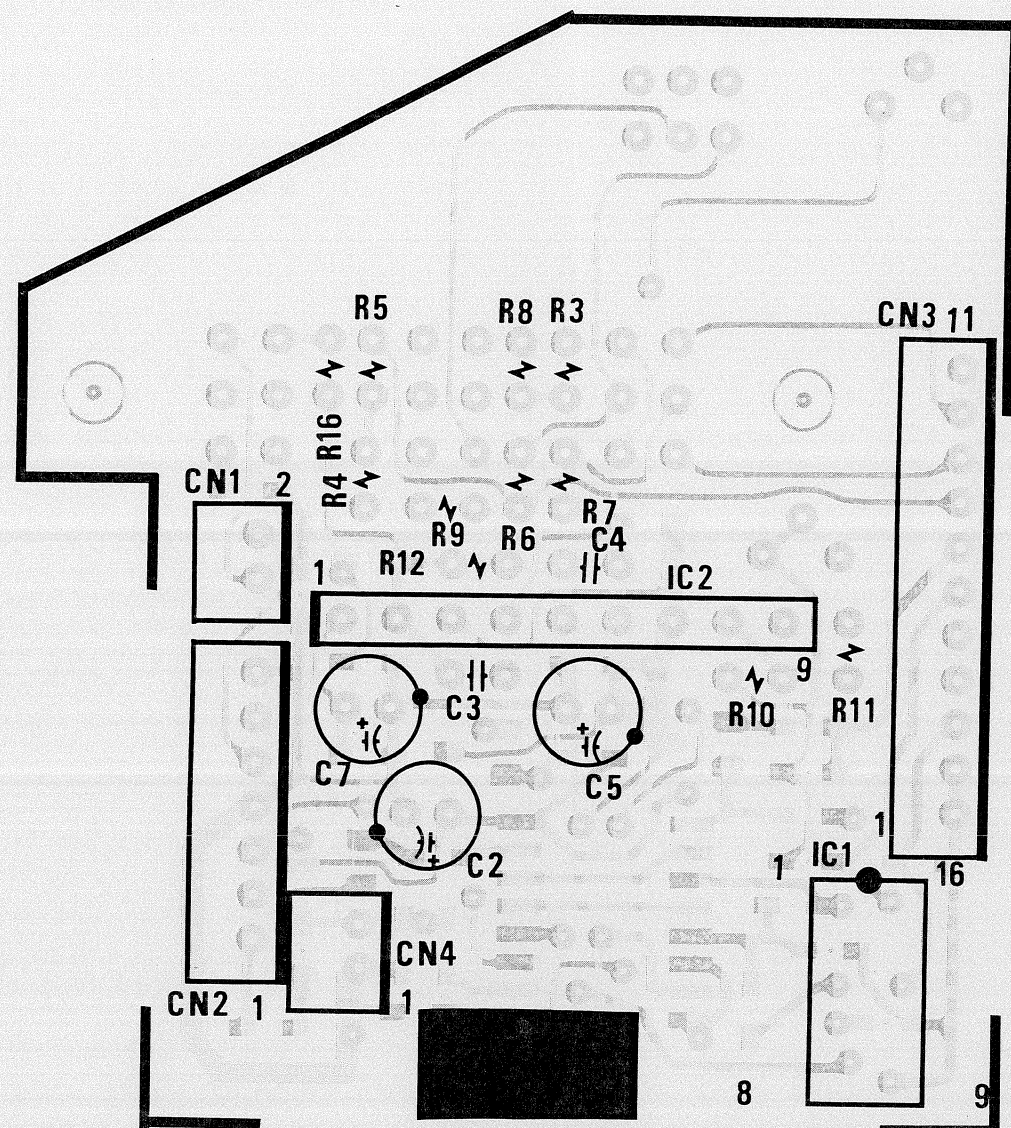 R5
R8
R3
CN3
11
R16
R4
CN1
2
R9
R6
R7
C4
R12
1
IC2
9
C3
R10
R11
C7
C5
+
+
+
C2
1
1
IC1
16
CN4
CN2
1
1
8
9